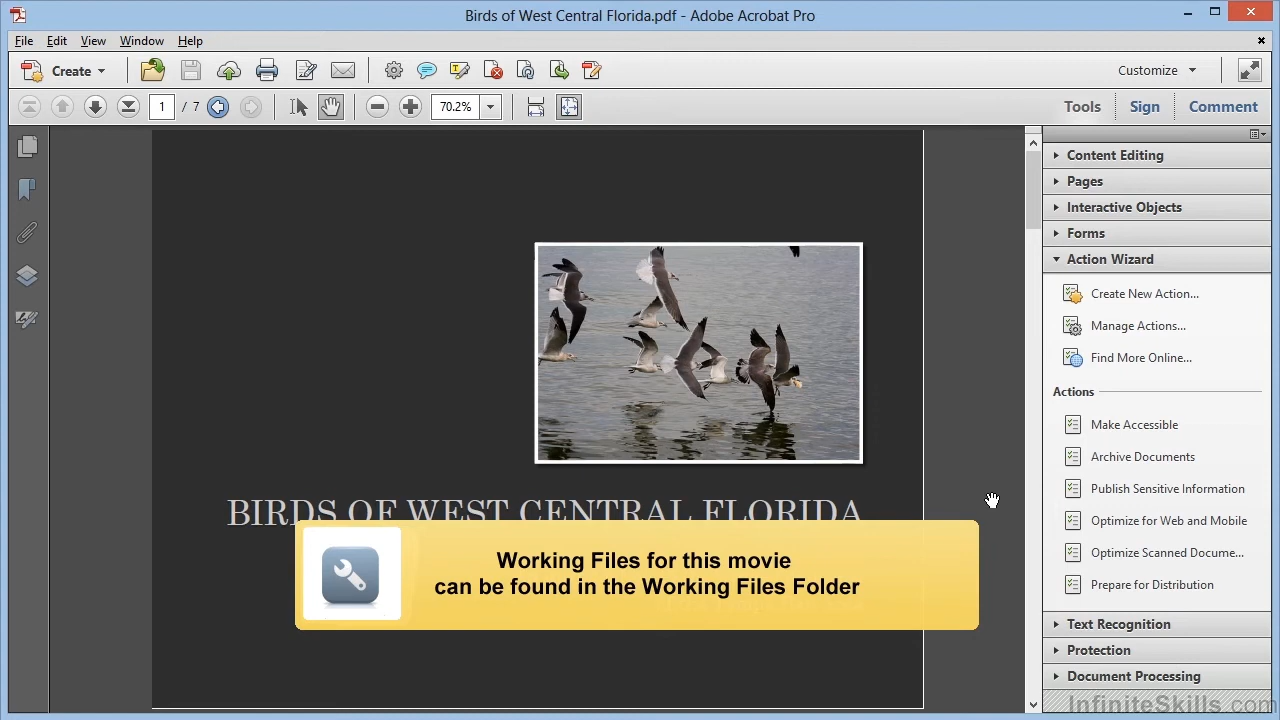 Birds of West Central Florida.pdf - Adobe Acrobat Pro
File Edit View Window Help
Create
Customize
1 / 7
70.2%
Tools Sign Comment
Content Editing
Pages
Interactive Objects
Forms
Action Wizard
Create New Action...
Manage Actions...
Find More Online...
Actions
Make Accessible
Archive Documents
Publish Sensitive Information
Optimize for Web and Mobile
Optimize Scanned Docume...
Prepare for Distribution
Text Recognition
Protection
Document Processing
BIRDS OF WEST CENTRAL FLORIDA
Working Files for this movie
can be found in the Working Files Folder
InfiniteSkills.com